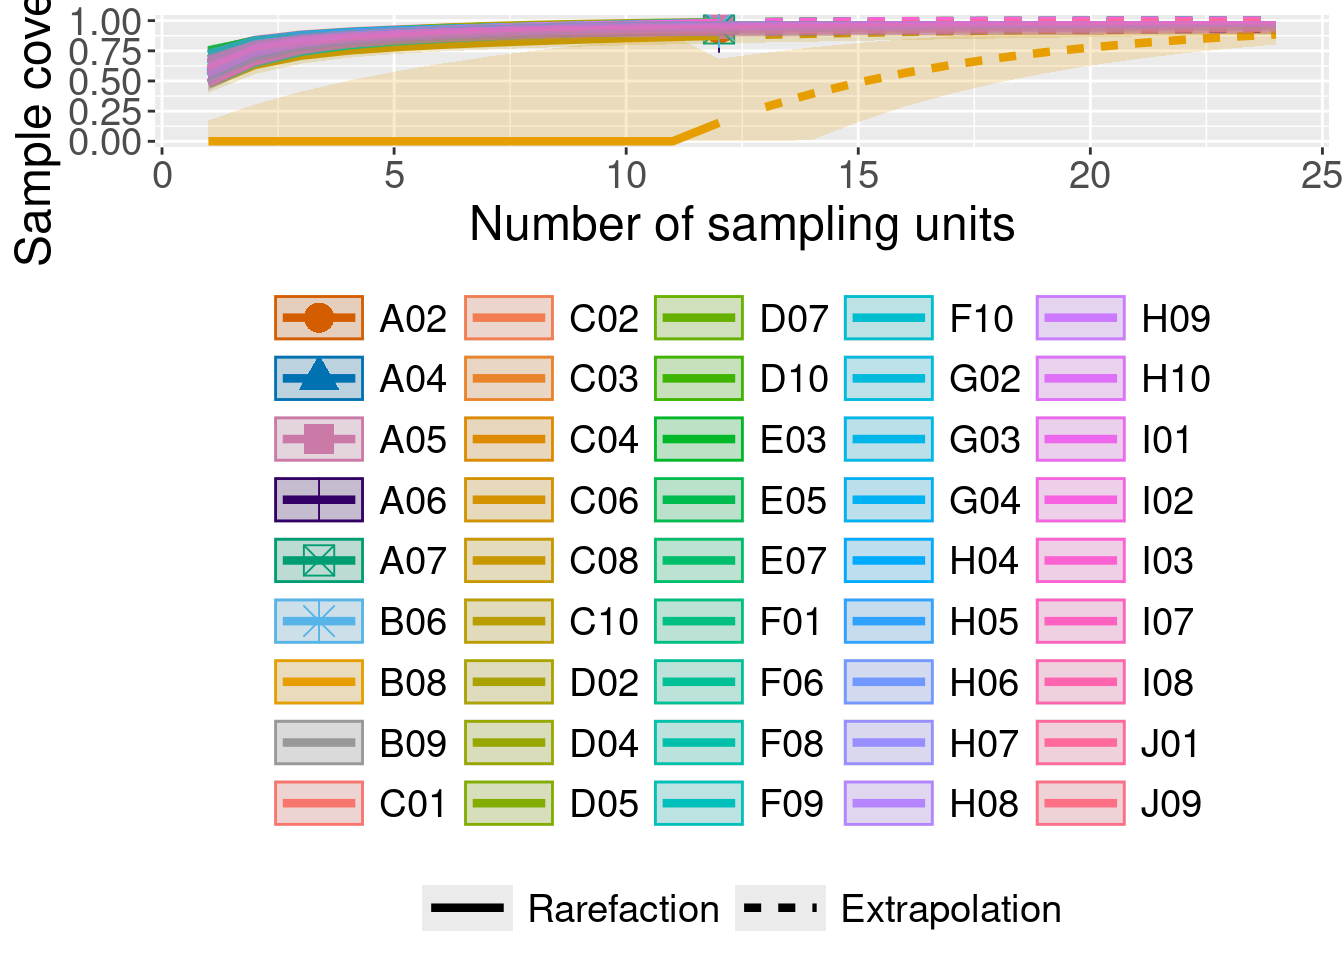 Sample cove
1.00
0.75
0.50
0.25
0.00
0 5 10 15 20 25
Number of sampling units
A02 C02 D07 F10 H09
A04 C03 D10 G02 H10
A05 C04 E03 G03 I01
A06 C06 E05 G04 I02
A07 C08 E07 H04 I03
B06 C10 F01 H05 I07
B08 D02 F06 H06 I08
B09 D04 F08 H07 J01
C01 D05 F09 H08 J09
Rarefaction Extrapolation